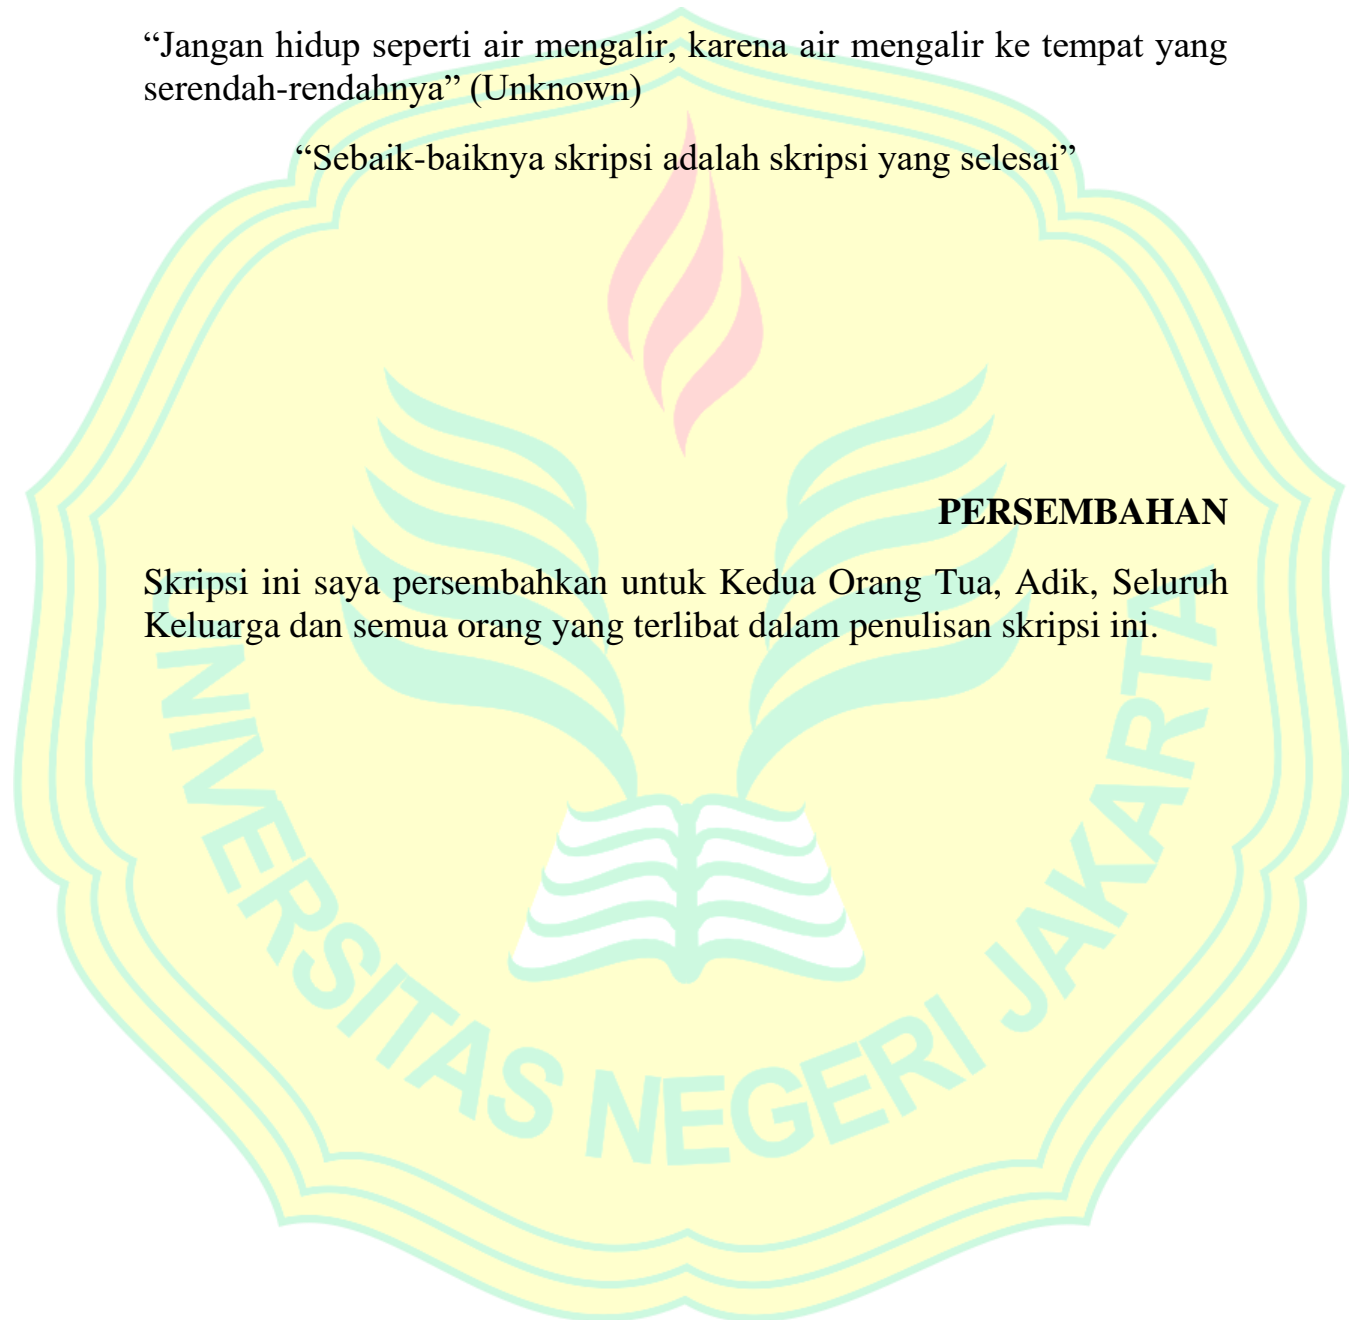 “Jangan hidup seperti air mengalir, karena air mengalir ke tempat yang
serendah-rendahnya” (Unknown)
“Sebaik-baiknya skripsi adalah skripsi yang selesai”
PERSEMBAHAN
Skripsi ini saya persembahkan untuk Kedua Orang Tua, Adik, Seluruh
Keluarga dan semua orang yang terlibat dalam penulisan skripsi ini.
UNIVERSITAS NEGERI JAKARTA